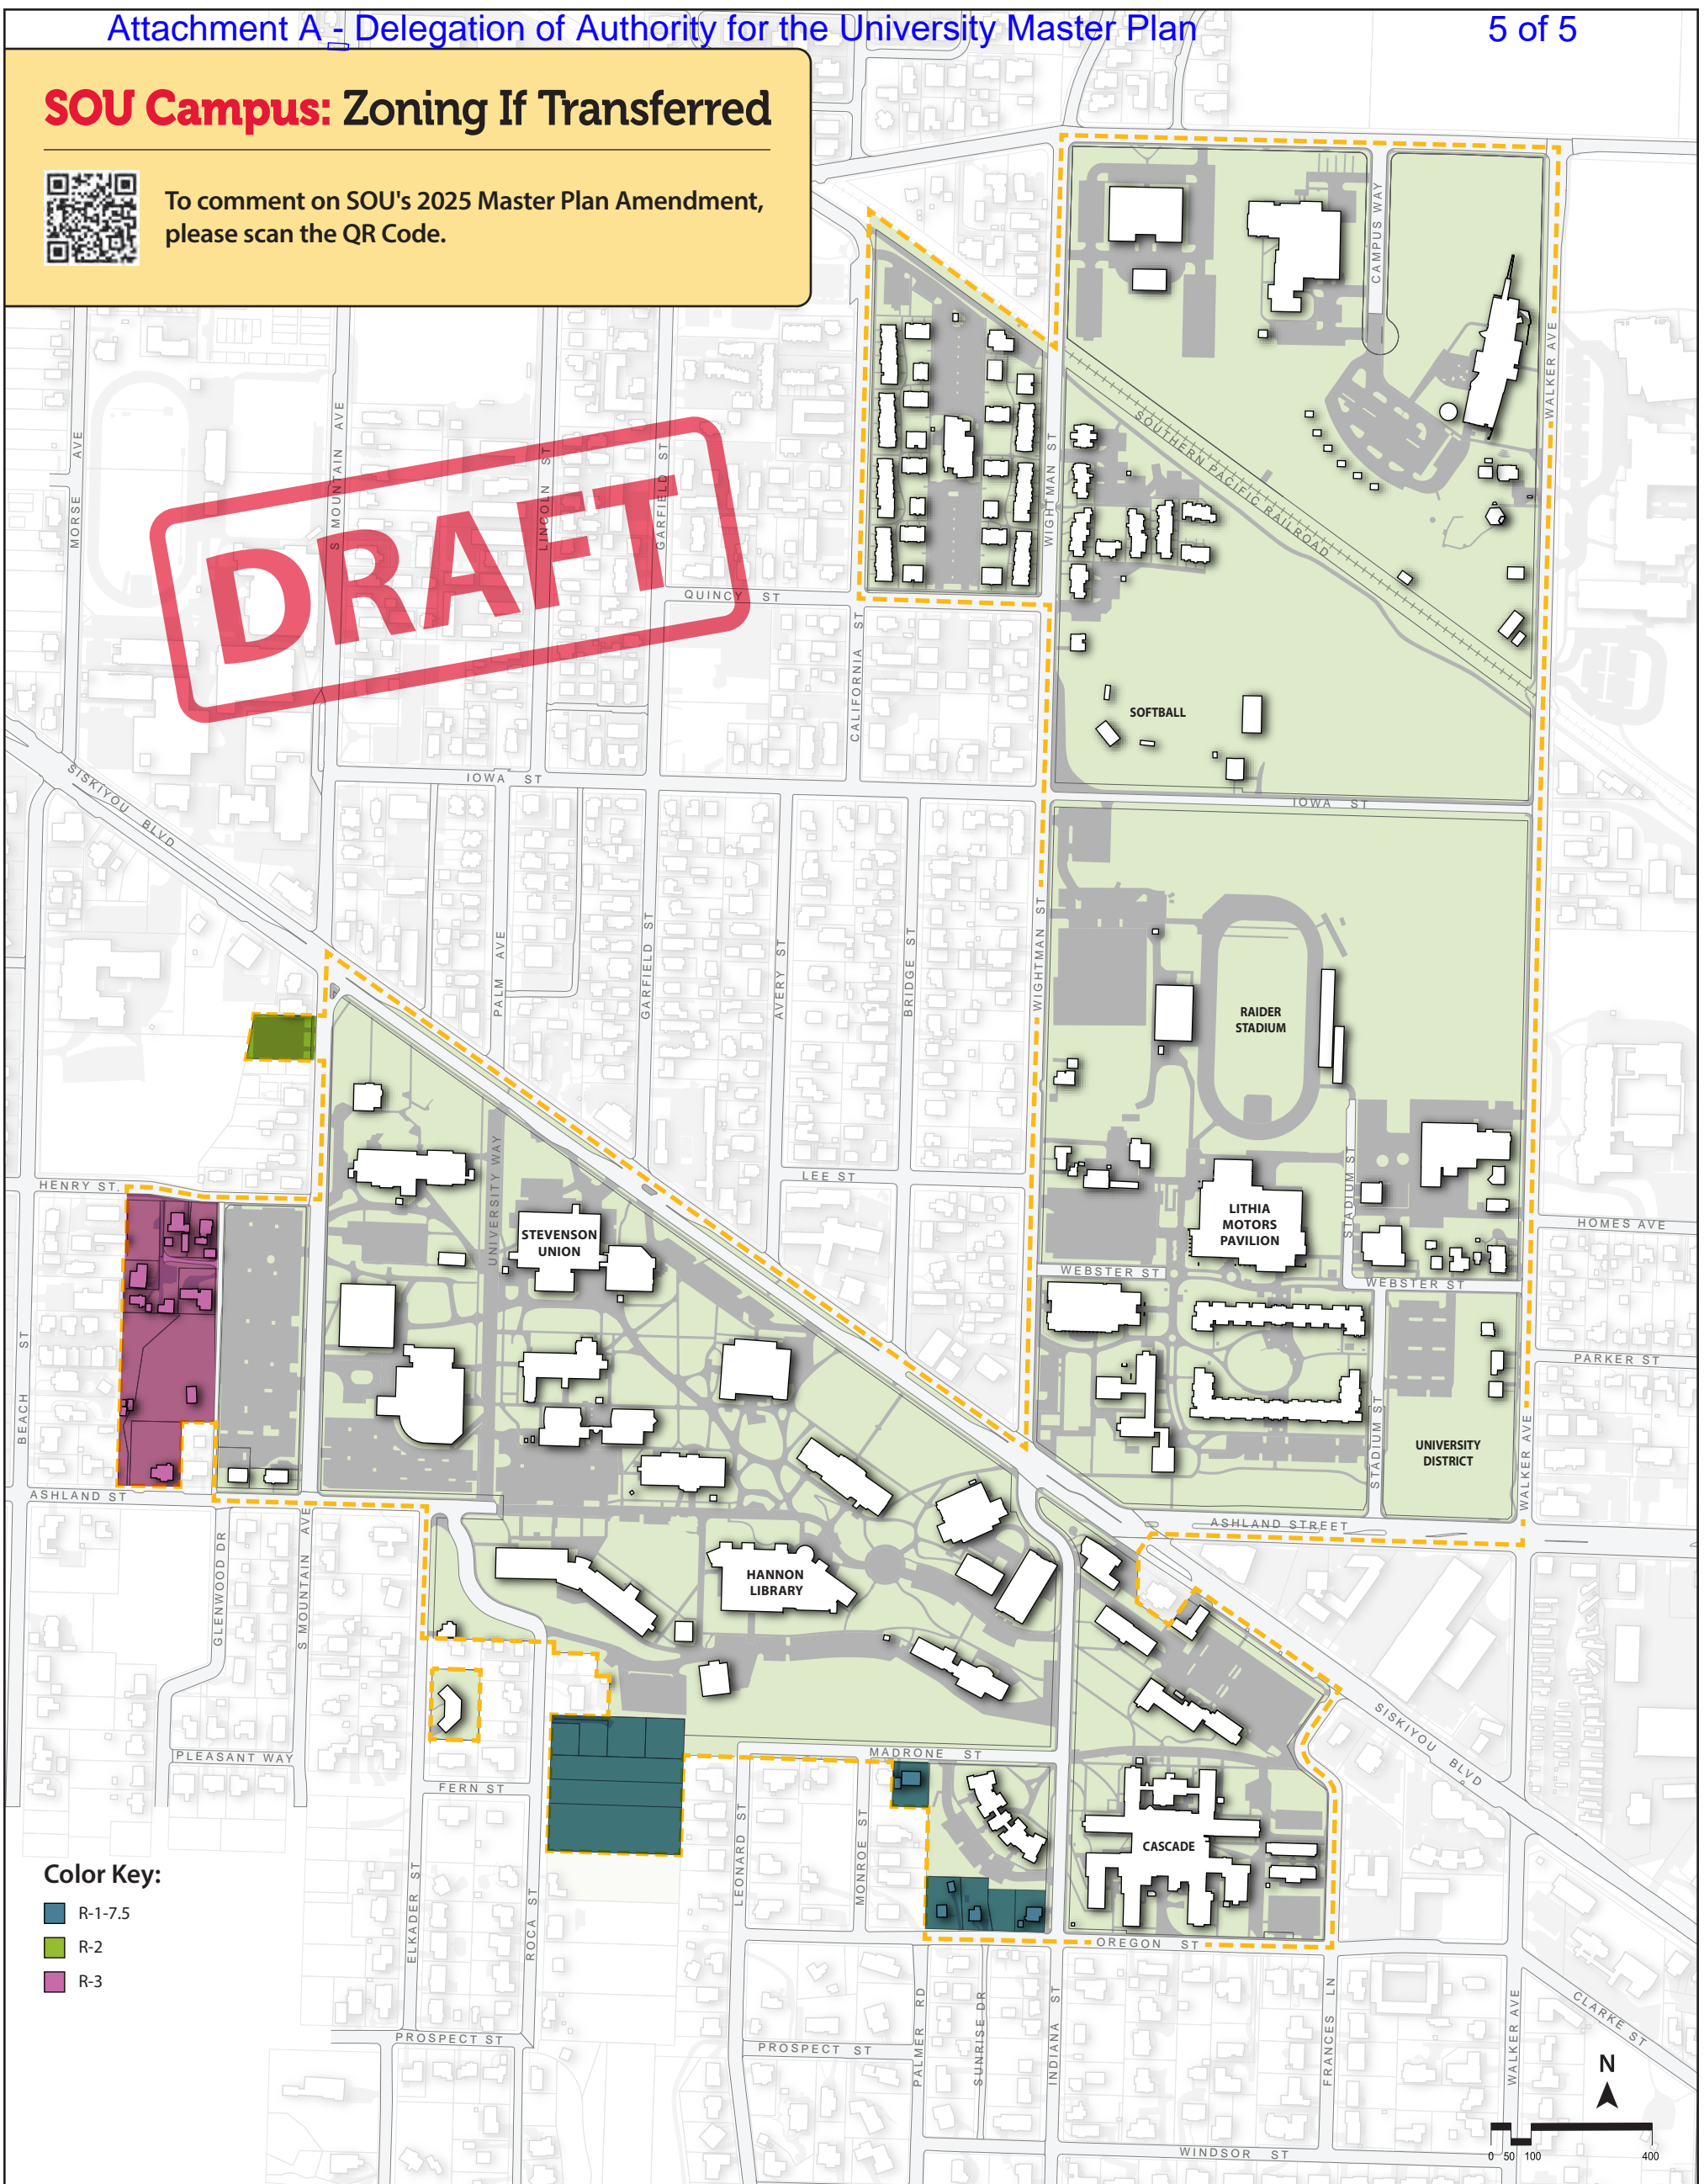 Attachment A - Delegation of Authority for the University Master Plan
5 of 5
SOU Campus: Zoning If Transferred
To comment on SOU's 2025 Master Plan Amendment,
please scan the QR Code.
DRAFT
CAMPUS WAY
WALKER AVE
MORSE AVE
S MOUNTAIN AVE
LINCOLN ST
GARFIELD ST
WIGHTMAN ST
SOUTHERN PACIFIC RAILROAD
QUINCY ST
CALIFORNIA ST
SOFTBALL
SISKIYOU BLVD
IOWA ST
IOWA ST
PALM AVE
GARFIELD ST
AVERY ST
BRIDGE ST
WIGHTMAN ST
RAIDER
STADIUM
UNIVERSITY WAY
LEE ST
STADIUM ST
HENRY ST.
STEVENSON
UNION
LITHIA
MOTORS
PAVILION
HOMES AVE
WEBSTER ST
WEBSTER ST
BEACH ST
PARKER ST
STADIUM ST
WALKER AVE
UNIVERSITY
DISTRICT
ASHLAND ST
ASHLAND STREET
GLENWOOD DR
S MOUNTAIN AVE
HANNON
LIBRARY
SISKIYOU BLVD
PLEASANT WAY
MADRONE ST
FERN ST
LEONARD ST
MONROE ST
CASCADE
Color Key:
R-1-7.5
R-2
R-3
ELKADER ST
ROCA ST
OREGON ST
PALMER RD
SUNRISE DR
INDIANA ST
FRANCES LN
WALKER AVE
CLARKE ST
PROSPECT ST
PROSPECT ST
N
WINDSOR ST
0 50 100 400